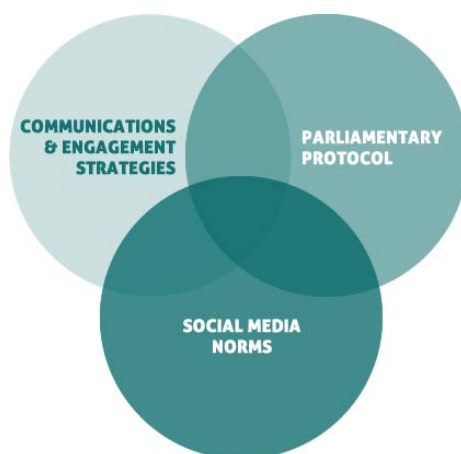 COMMUNICATIONS
& ENGAGEMENT
STRATEGIES
PARLIAMENTARY
PROTOCOL
SOCIAL MEDIA
NORMS